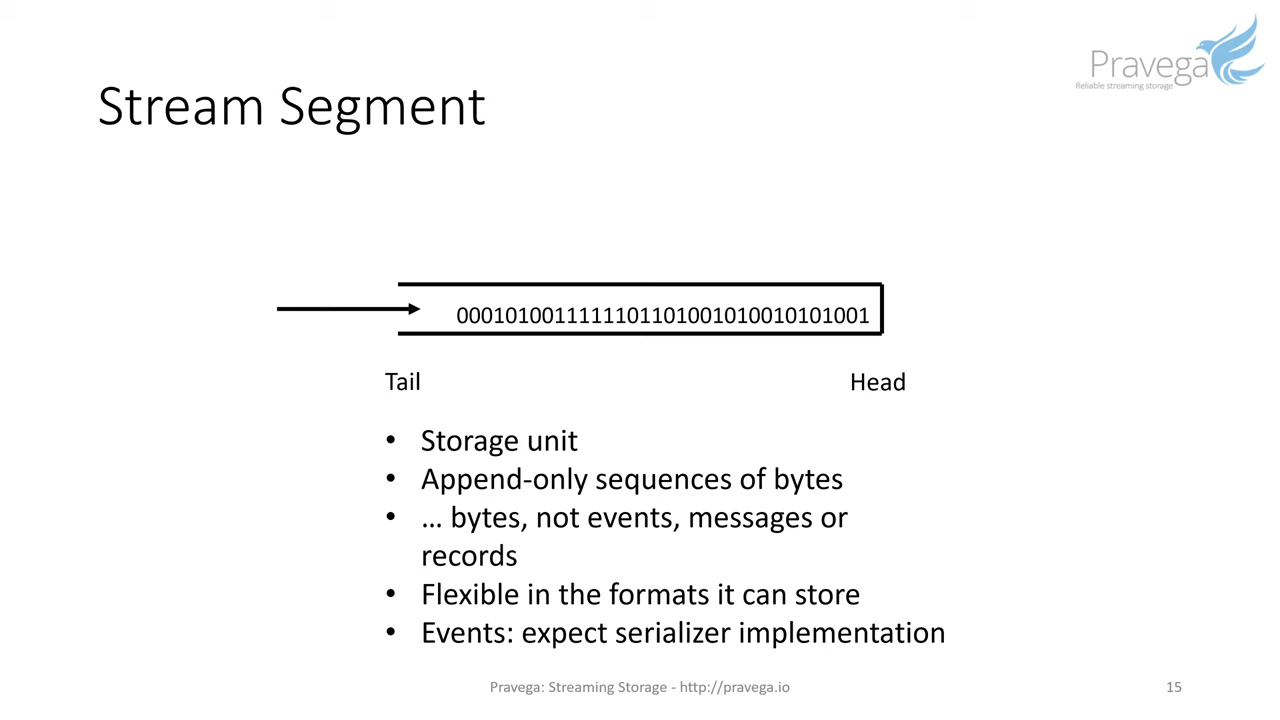 Pravega
Reliable streaming storage
Stream Segment
0001010011111101101001010010101001
Tail
Head
• Storage unit
• Append-only sequences of bytes
• … bytes, not events, messages or
records
• Flexible in the formats it can store
• Events: expect serializer implementation
Pravega: Streaming Storage - http://pravega.io
15